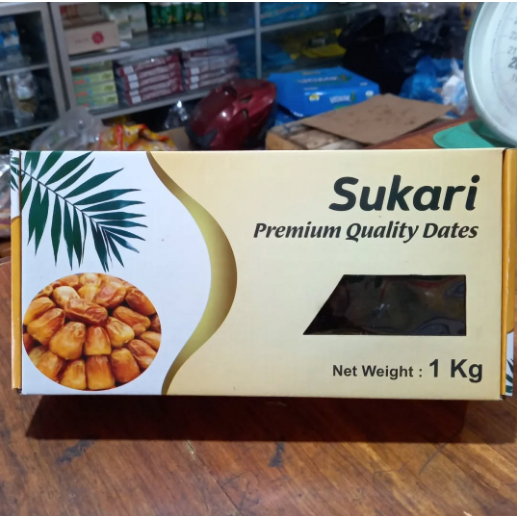 Sukari
Premium Quality Dates
Net Weight : 1 Kg